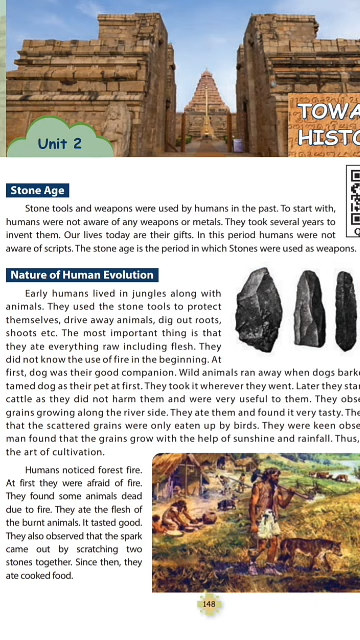 TOWA
HISTO
Unit 2
Stone Age
Stone tools and weapons were used by humans in the past. To start with,
humans were not aware of any weapons or metals. They took several years to
invent them. Our lives today are their gifts. In this period humans were not
aware of scripts. The stone age is the period in which Stones were used as weapons.
Nature of Human Evolution
Early humans lived in jungles along with
animals. They used the stone tools to protect
themselves, drive away animals, dig out roots,
shoots etc. The most important thing is that
they ate everything raw including flesh. They
did not know the use of fire in the beginning. At
first, dog was their good companion. Wild animals ran away when dogs barke
tamed dog as their pet at first. They took it wherever they went. Later they star
cattle as they did not harm them and were very useful to them. They obse
grains growing along the river side. They ate them and found it very tasty. The
that the scattered grains were only eaten up by birds. They were keen obse
man found that the grains grow with the help of sunshine and rainfall. Thus,
the art of cultivation.
Humans noticed forest fire.
At first they were afraid of fire.
They found some animals dead
due to fire. They ate the flesh of
the burnt animals. It tasted good.
They also observed that the spark
came out by scratching two
stones together. Since then, they
ate cooked food.
148